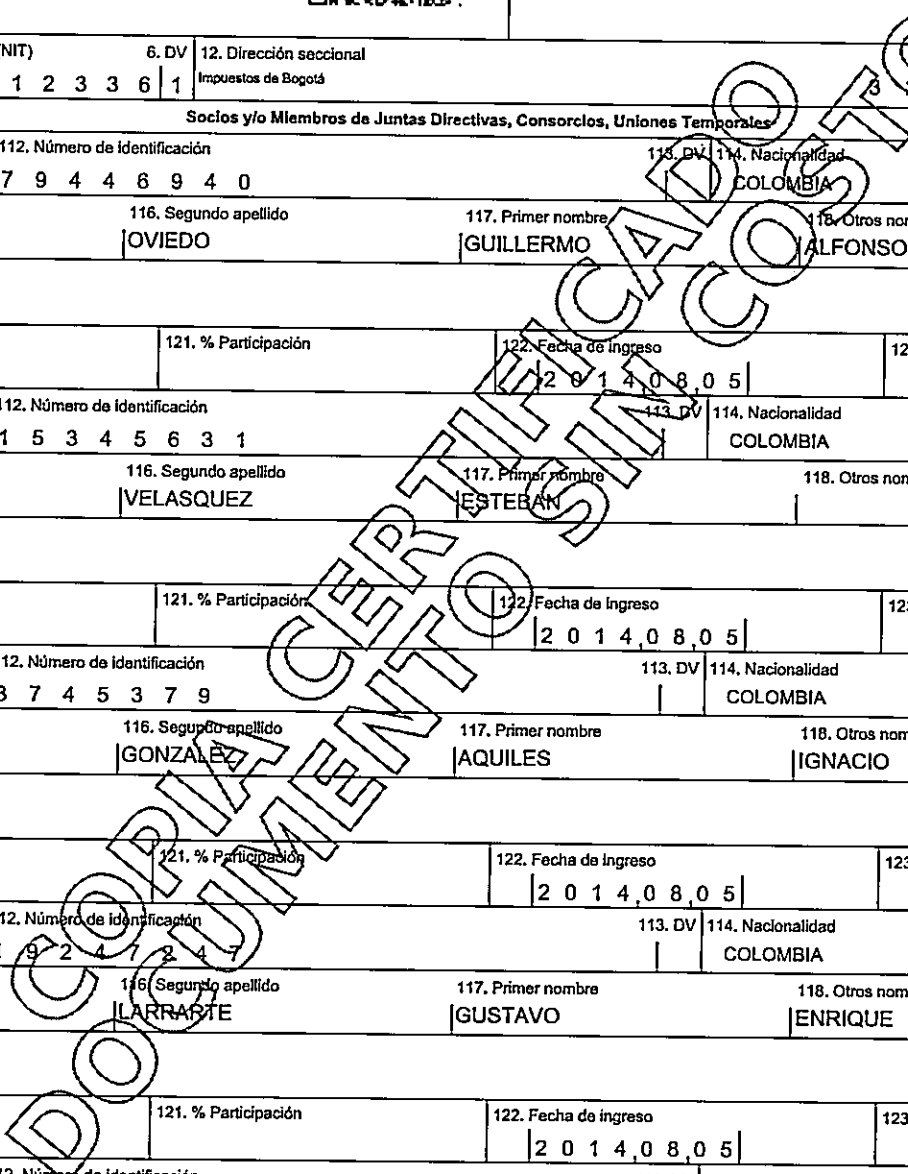 NIT)
6. DV
12. Dirección seccional
1 2 3 3 6 1
Impuestos de Bogotá
3
Socios y/o Miembros de Juntas Directivas, Consorcios, Uniones Temporales
112. Número de identificación
113. DV
114. Nacionalidad
7 9 4 4 6 9 4 0
COLOMBIA
116. Segundo apellido
117. Primer nombre
118. Otros nom
OVIEDO
GUILLERMO
ALFONSO
121. % Participación
122. Fecha de ingreso
12
2 0 1 4 0 8 0 5
112. Número de identificación
113. DV
114. Nacionalidad
1 5 3 4 5 6 3 1
COLOMBIA
116. Segundo apellido
117. Primer nombre
118. Otros nom
VELASQUEZ
ESTEBAN
121. % Participación
122. Fecha de ingreso
123
2 0 1 4 0 8 0 5
12. Número de identificación
113. DV
114. Nacionalidad
3 7 4 5 3 7 9
COLOMBIA
116. Segundo apellido
117. Primer nombre
118. Otros nom
GONZALEZ
AQUILES
IGNACIO
121. % Participación
122. Fecha de ingreso
123
2 0 1 4 0 8 0 5
12. Número de identificación
113. DV
114. Nacionalidad
9 2 4 7 2 4 7
COLOMBIA
116. Segundo apellido
117. Primer nombre
118. Otros nom
LARRARTE
GUSTAVO
ENRIQUE
121. % Participación
122. Fecha de ingreso
123
2 0 1 4 0 8 0 5
12. Número de identificación
COPIA CERTIFICADO
DOCUMENTO SIN COSTO